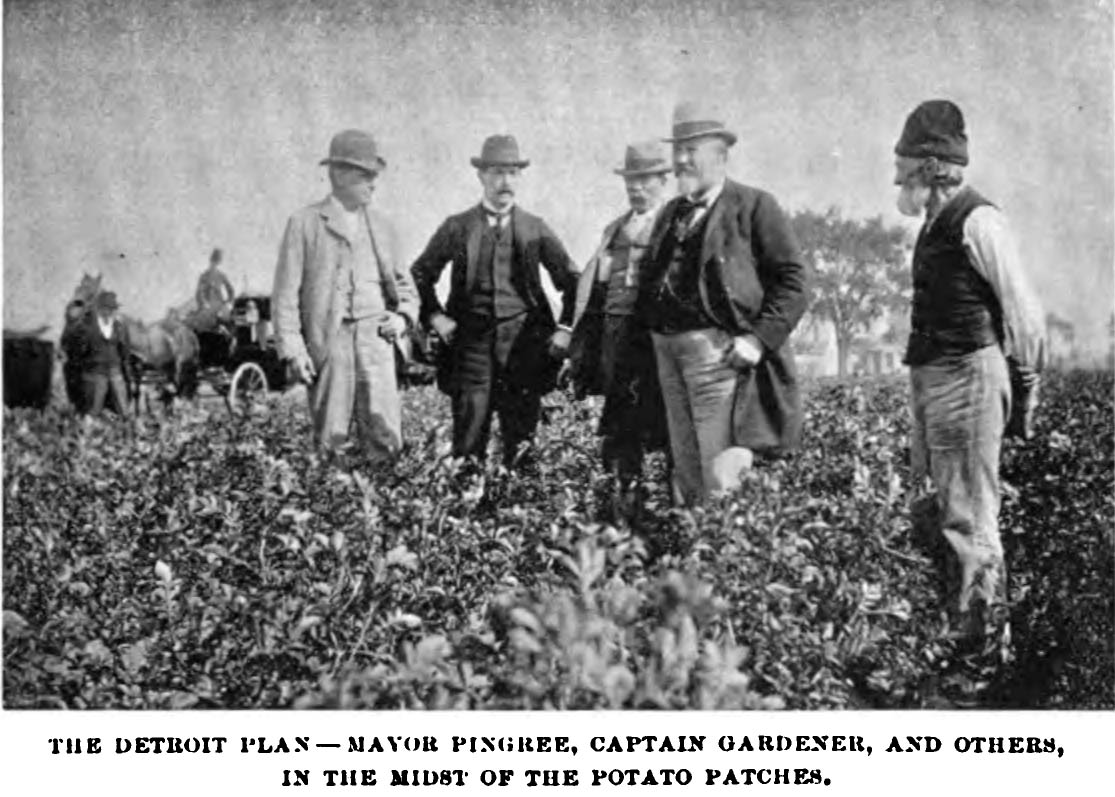 THE DETROIT PLAN—MAYOR PINGREE, CAPTAIN GARDENER, AND OTHERS,
IN THE MIDST OF THE POTATO PATCHES.